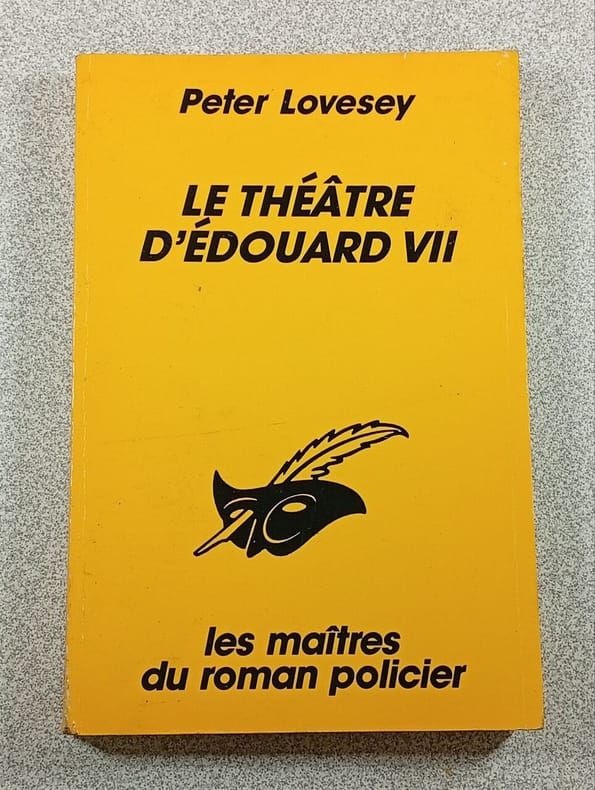 Peter Lovesey
LE THÉÂTRE
D'ÉDOUARD VII
les maîtres
du roman policier